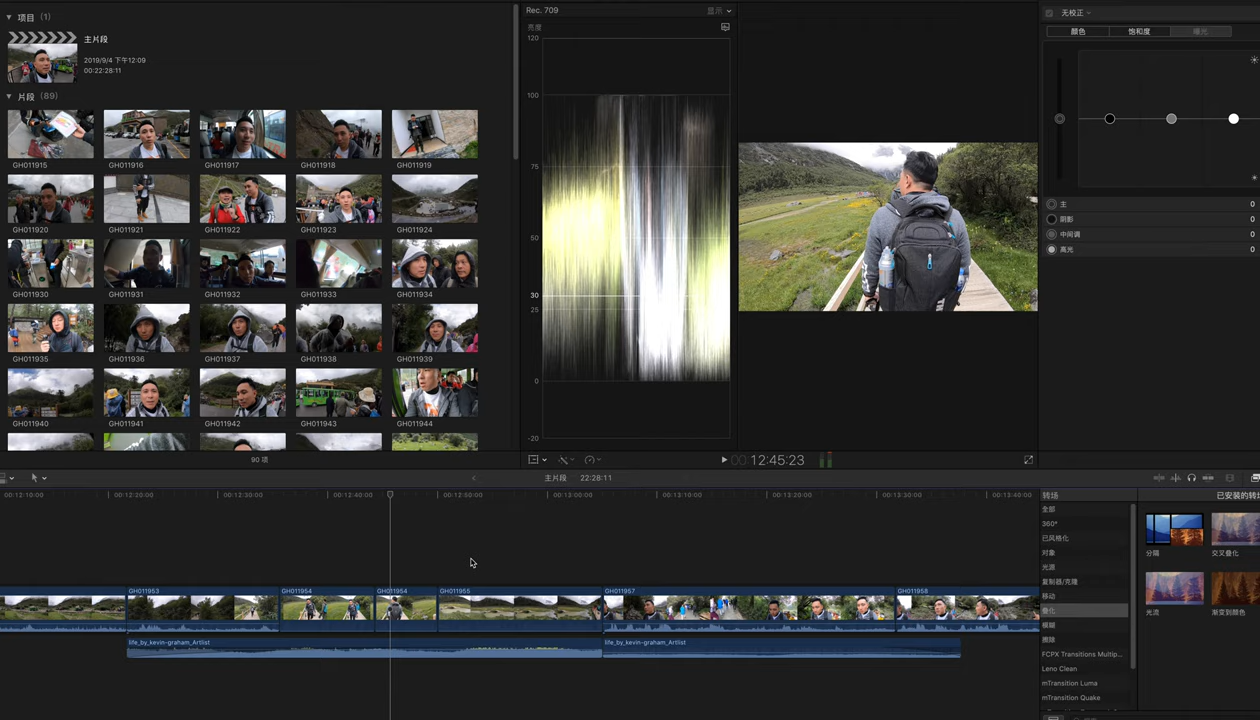 项目 (1)
主片段
2019/9/4 下午12:09
00:22:28:11
片段 (89)
GH011915
GH011916
GH011917
GH011918
GH011919
GH011920
GH011921
GH011922
GH011923
GH011924
GH011930
GH011931
GH011932
GH011933
GH011934
GH011935
GH011936
GH011937
GH011938
GH011939
GH011940
GH011941
GH011942
GH011943
GH011944
90 项
Rec. 709
显示
亮度
120
100
75
50
30
25
0
-20
00:12:45:23
无校正
颜色
饱和度
曝光
主 0
阴影 0
中间调 0
高光 0
主片段 22:28:11
00:12:10:00
00:12:20:00
00:12:30:00
00:12:40:00
00:12:50:00
00:13:00:00
00:13:10:00
00:13:20:00
00:13:30:00
00:13:40:00
GH011953
GH011954
GH011954
GH011955
GH011957
GH011958
life_by_kevin-graham_Artlist
life_by_kevin-graham_Artlist
转场
全部
360°
已风格化
对象
光源
复制器/克隆
移动
叠化
模糊
擦除
FCPX Transitions Multip...
Leno Clean
mTransition Luma
mTransition Quake
已安装的转场
分隔
交叉叠化
光流
渐变到颜色